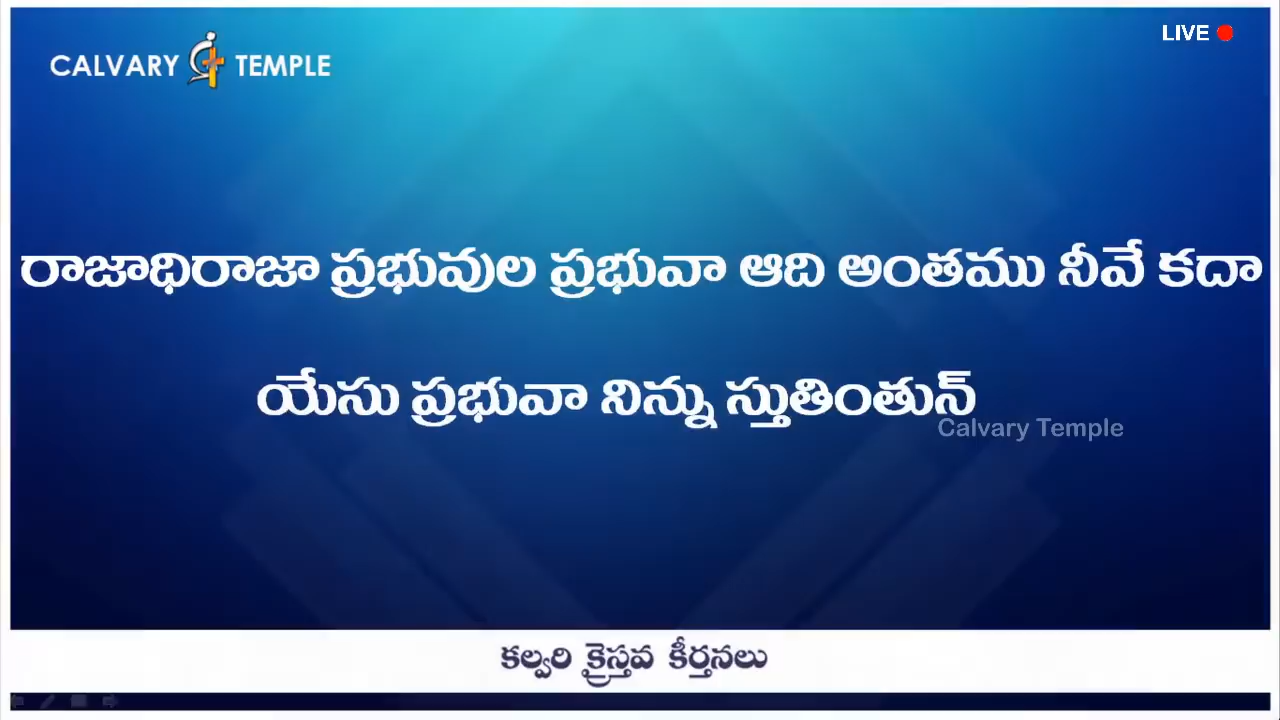 CALVARY TEMPLE
LIVE
రాజాధిరాజా ప్రభువుల ప్రభువా ఆది అంతము నీవే కదా
యేసు ప్రభువా నిన్ను స్తుతింతున్
Calvary Temple
కల్వరి క్రైస్తవ కీర్తనలు